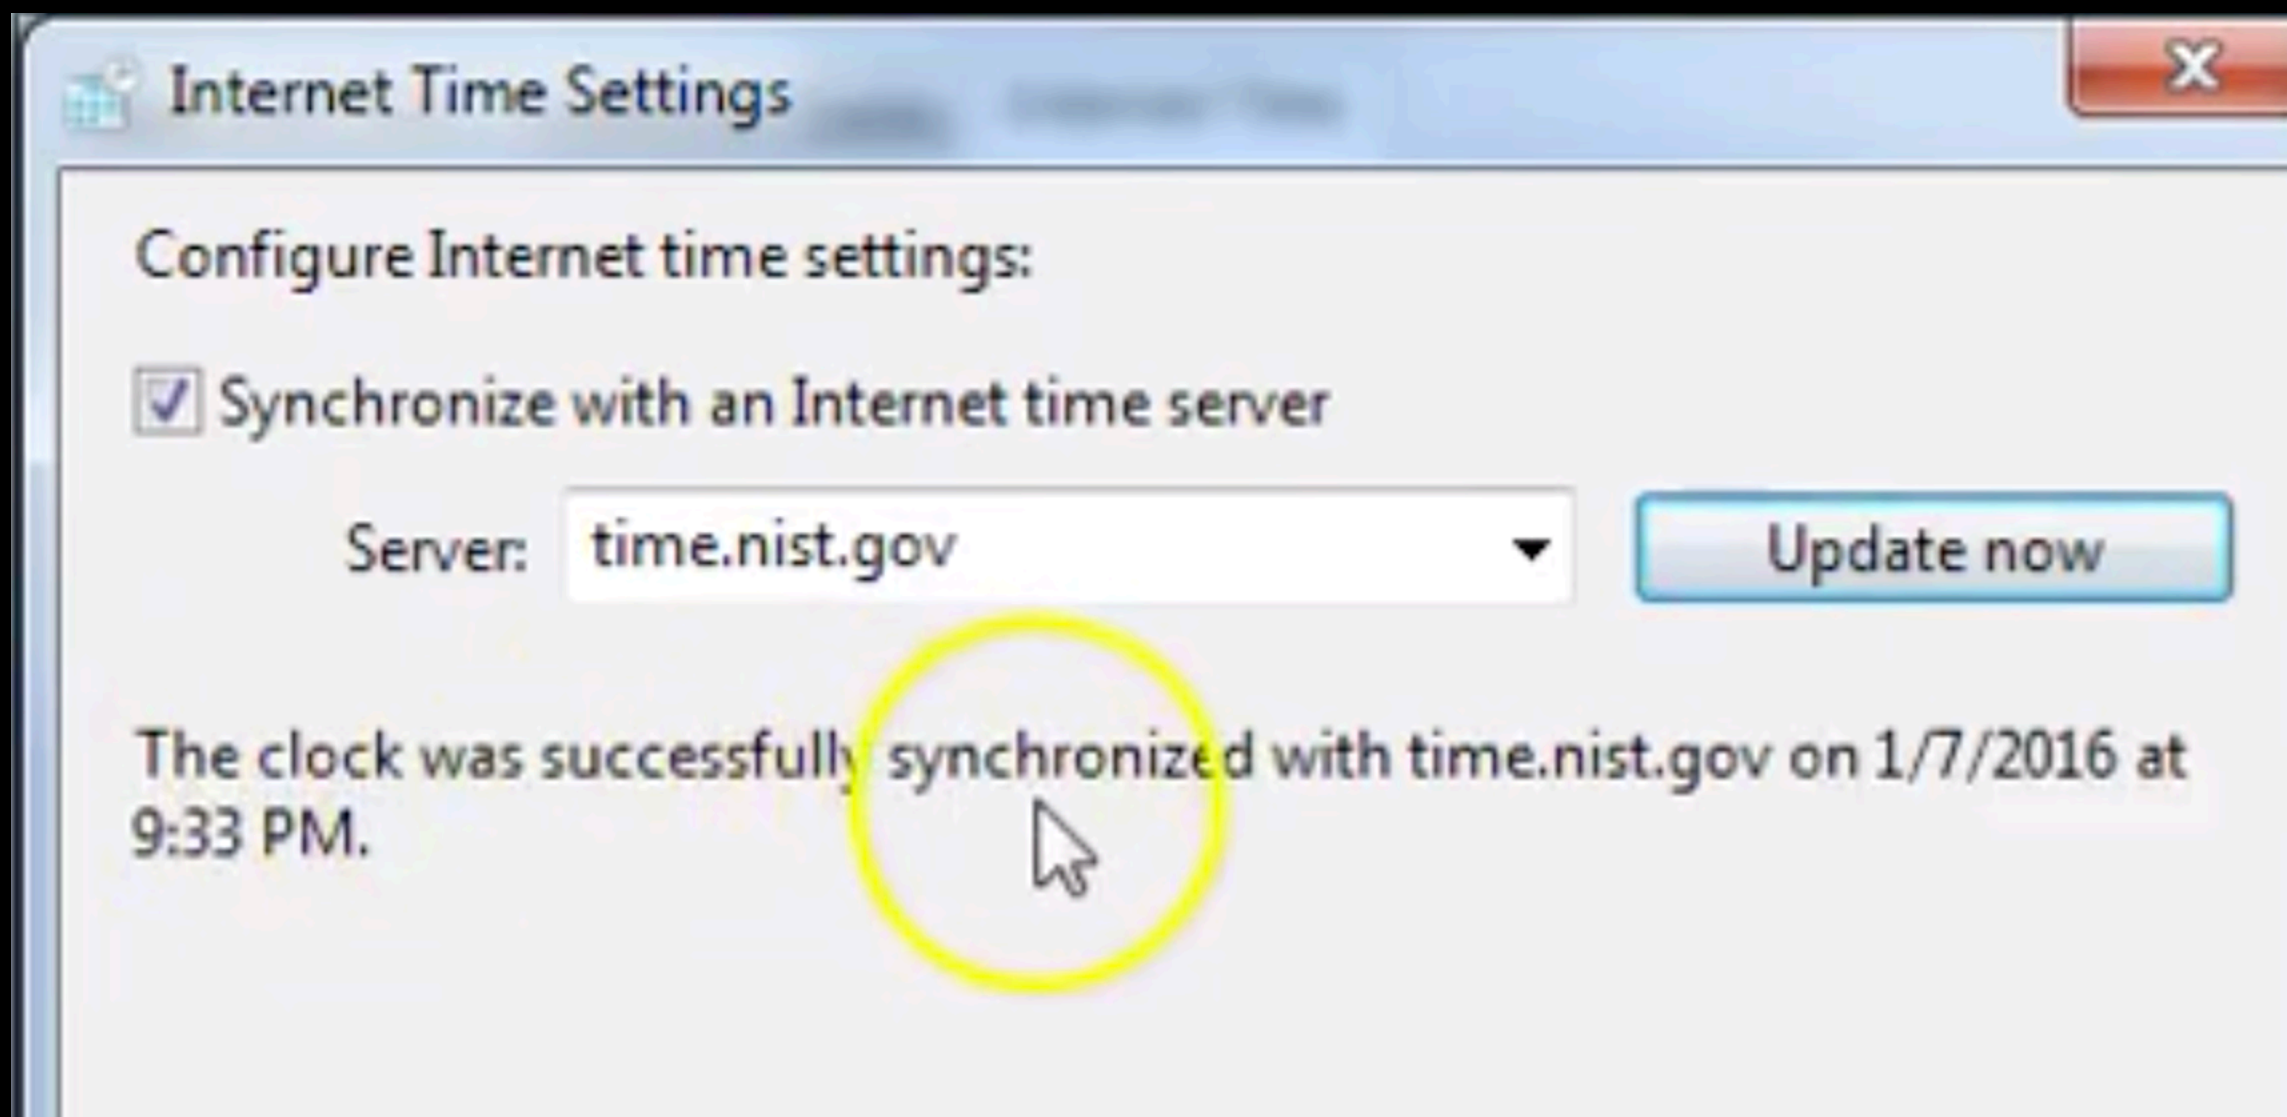 Internet Time Settings
Configure Internet time settings:
Synchronize with an Internet time server
Server: time.nist.gov Update now
The clock was successfully synchronized with time.nist.gov on 1/7/2016 at
9:33 PM.